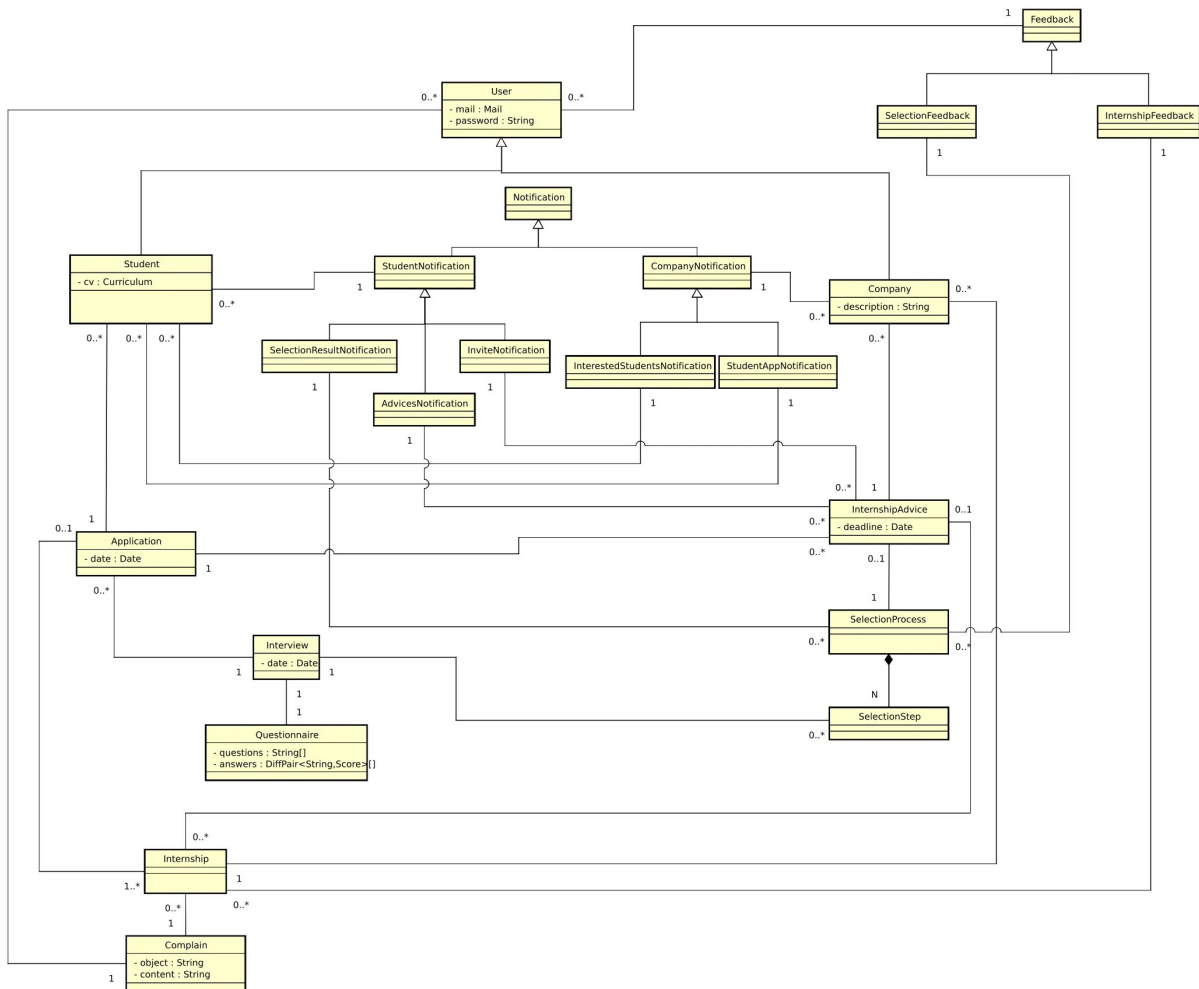 1
Feedback
User
0..*
0..*
- mail : Mail
- password : String
SelectionFeedback
InternshipFeedback
1
1
Notification
Student
- cv : Curriculum
StudentNotification
CompanyNotification
1
1
0..*
Company
- description : String
0..*
0..*
0..*
0..*
0..*
0..*
SelectionResultNotification
InviteNotification
InterestedStudentsNotification
StudentAppNotification
1
1
1
1
AdvicesNotification
1
0..*
1
InternshipAdvice
- deadline : Date
0..1
0..*
0..*
0..1
1
0..1
Application
- date : Date
1
0..*
1
SelectionProcess
0..*
0..*
Interview
- date : Date
1
1
1
1
N
SelectionStep
0..*
Questionnaire
- questions : String[]
- answers : DiffPair<String,Score>[]
0..*
Internship
1..*
1
0..*
0..*
1
Complain
- object : String
- content : String
1